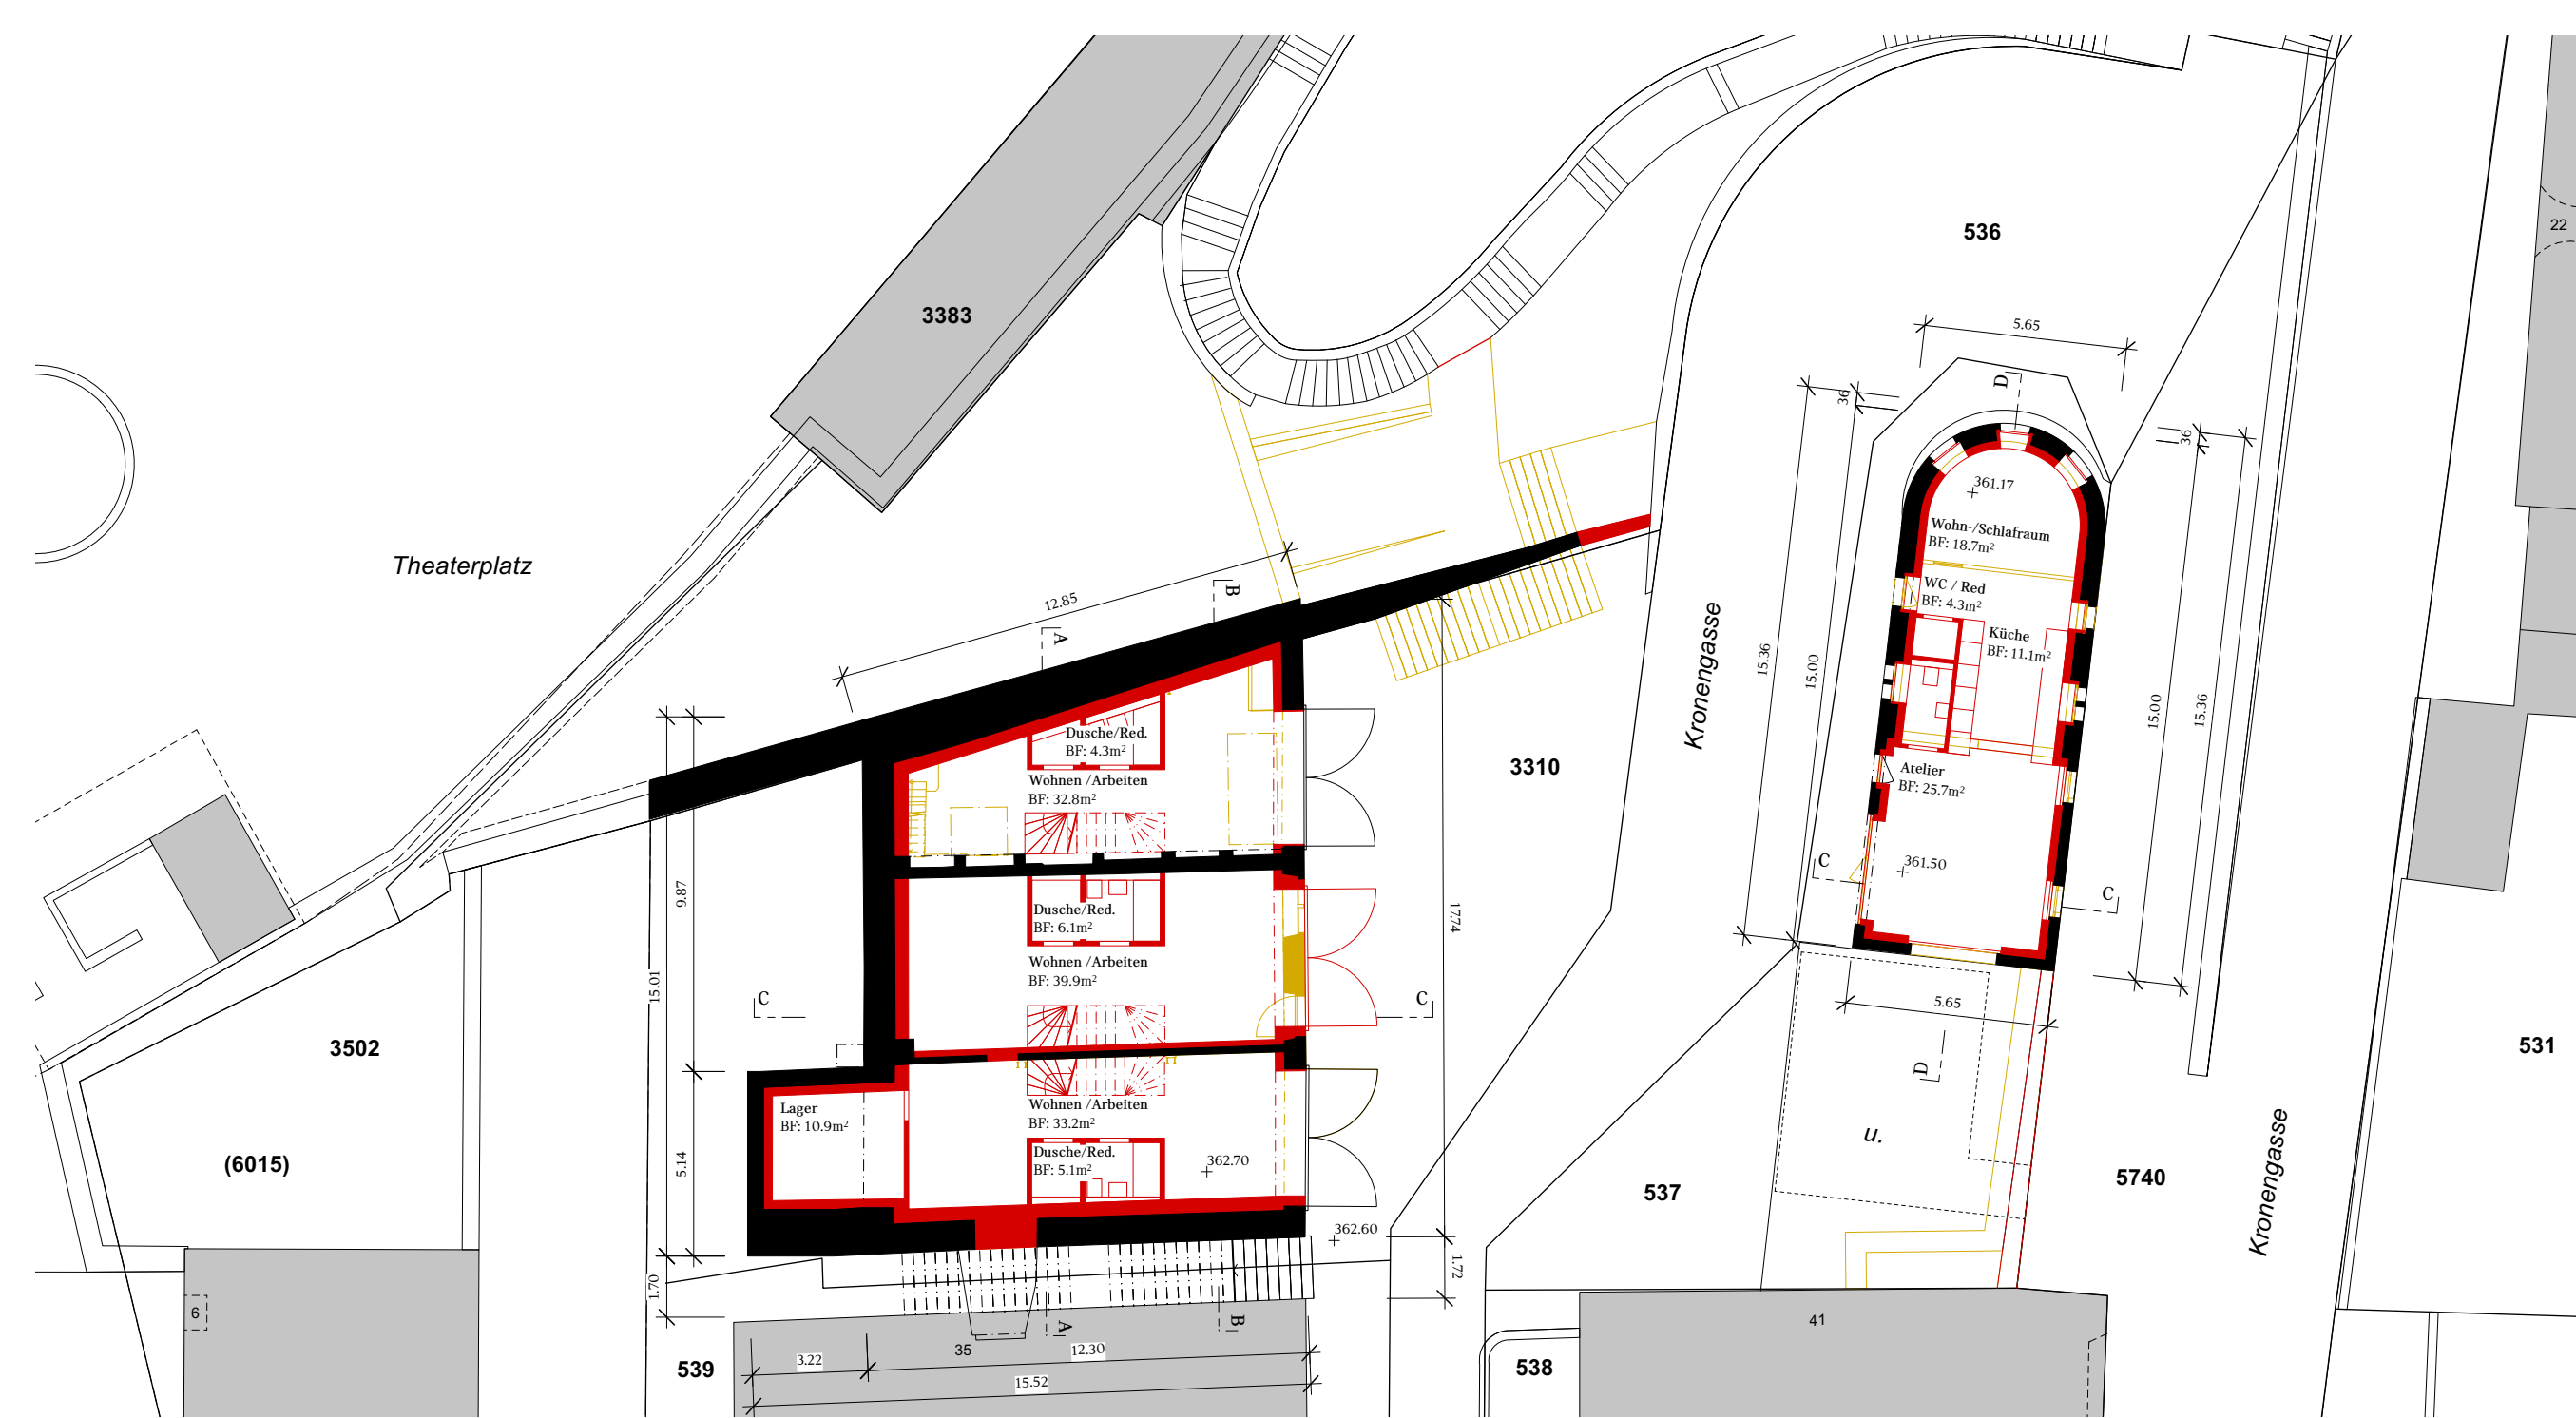 22
536
3383
5.65
D
36
36
361.17
Theaterplatz
Wohn-/Schlafraum
BF: 18.7m²
B
12.85
A
WC / Red
BF: 4.3m²
Küche
BF: 11.1m²
Kronengasse
15.36
15.00
15.00
15.36
Dusche/Red.
BF: 4.3m²
Wohnen /Arbeiten
BF: 32.8m²
3310
Atelier
BF: 25.7m²
C
361.50
C
9.87
Dusche/Red.
BF: 6.1m²
17.74
Wohnen /Arbeiten
BF: 39.9m²
15.01
C
C
5.65
3502
531
D
Lager
BF: 10.9m²
Wohnen /Arbeiten
BF: 33.2m²
u.
(6015)
5.14
Dusche/Red.
BF: 5.1m²
362.70
537
5740
Kronengasse
362.60
1.70
1.72
6
A
B
41
35
12.30
3.22
539
538
15.52